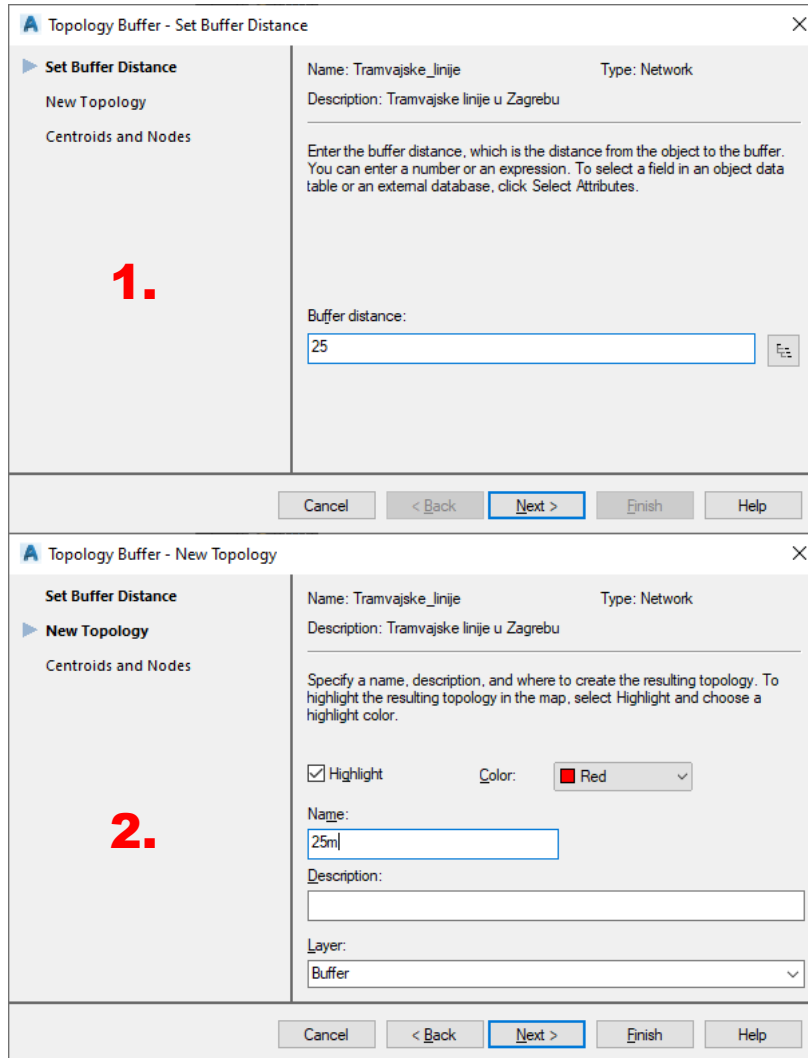 Topology Buffer - Set Buffer Distance
Set Buffer Distance
New Topology
Centroids and Nodes
1.
Name: Tramvajske_linije Type: Network
Description: Tramvajske linije u Zagrebu
Enter the buffer distance, which is the distance from the object to the buffer.
You can enter a number or an expression. To select a field in an object data
table or an external database, click Select Attributes.
Buffer distance:
25
Cancel < Back Next > Finish Help
Topology Buffer - New Topology
Set Buffer Distance
New Topology
Centroids and Nodes
2.
Name: Tramvajske_linije Type: Network
Description: Tramvajske linije u Zagrebu
Specify a name, description, and where to create the resulting topology. To
highlight the resulting topology in the map, select Highlight and choose a
highlight color.
Highlight Color: Red
Name:
25m
Description:
Layer:
Buffer
Cancel < Back Next > Finish Help